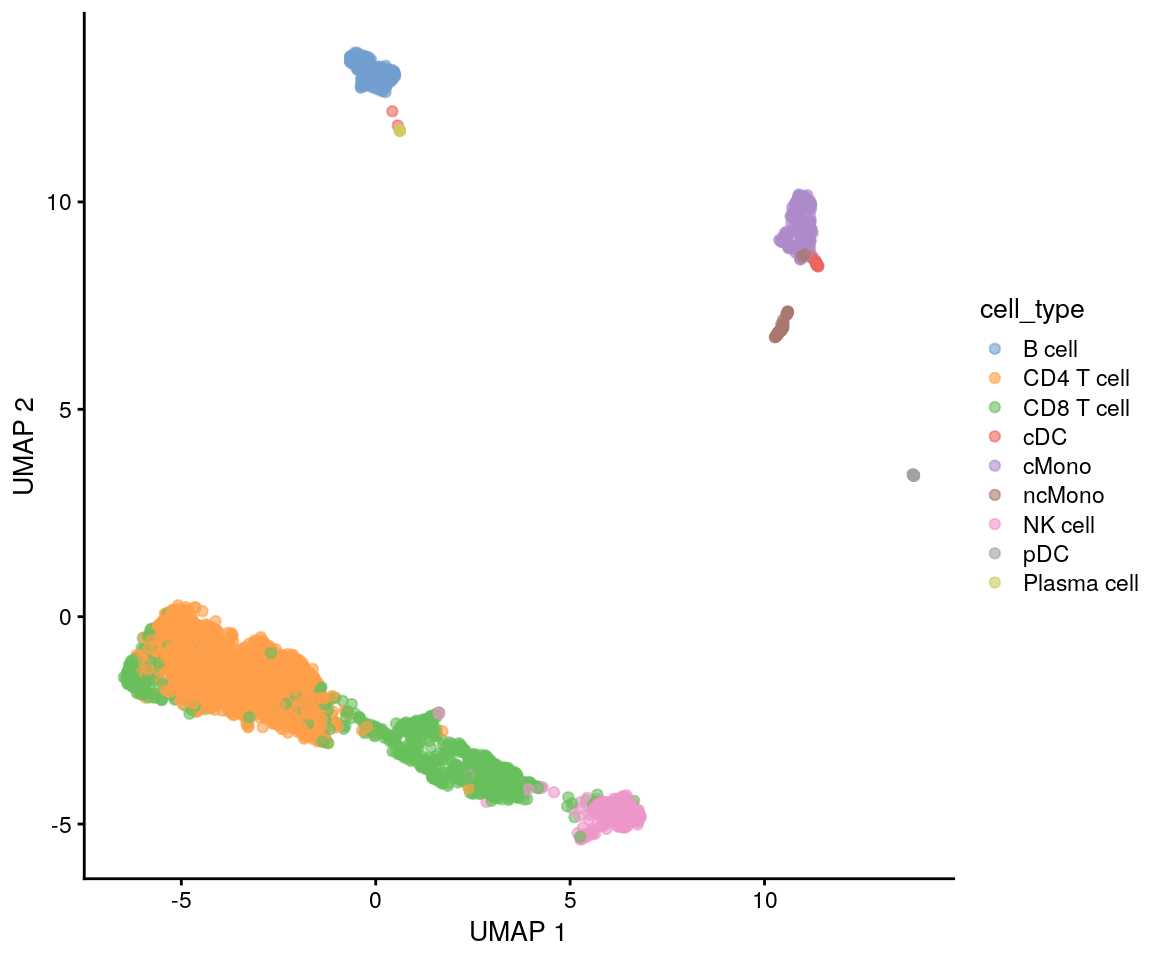 10
5
0
-5
UMAP 2
-5
0
5
10
UMAP 1
cell_type
B cell
CD4 T cell
CD8 T cell
cDC
cMono
ncMono
NK cell
pDC
Plasma cell